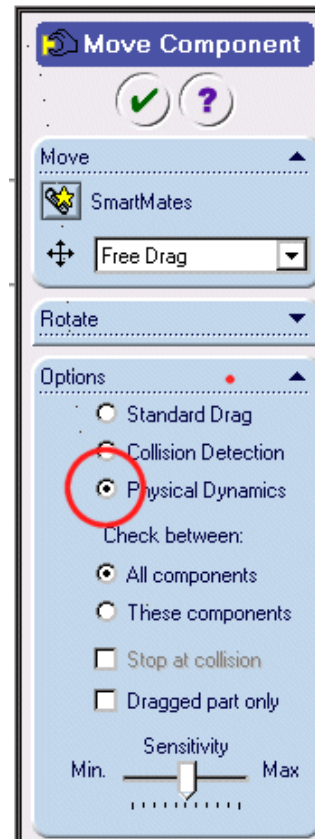 Move Component
?
Move
SmartMates
Free Drag
Rotate
Options
Standard Drag
Collision Detection
Physical Dynamics
Check between:
All components
These components
Stop at collision
Dragged part only
Sensitivity
Min. Max